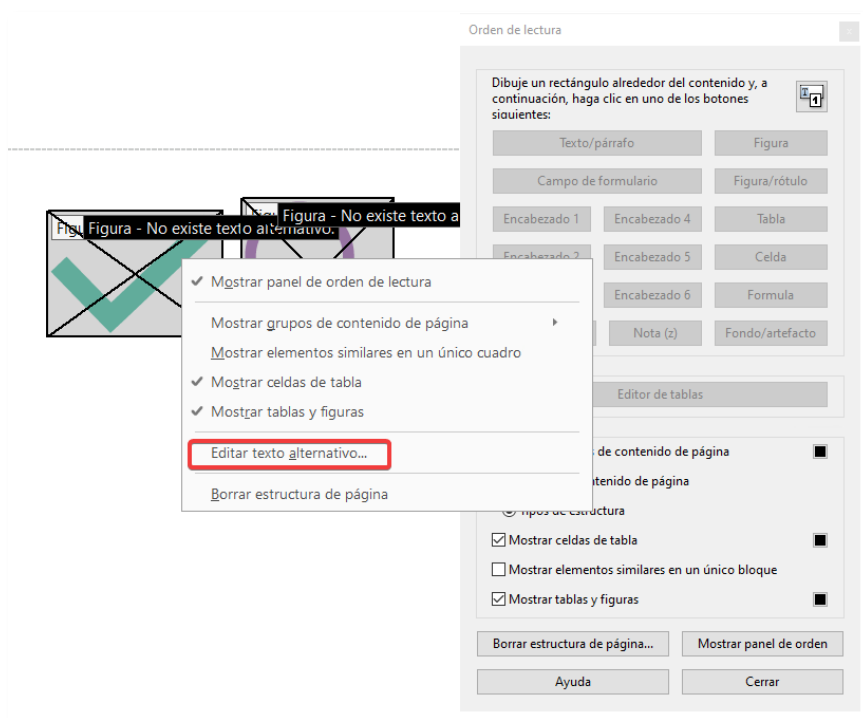 Orden de lectura
Dibuje un rectángulo alrededor del contenido y, a
continuación, haga clic en uno de los botones
siguientes:
Texto/párrafo
Figura
Campo de formulario
Figura/rótulo
Encabezado 1
Encabezado 4
Tabla
Encabezado 2
Encabezado 5
Celda
Encabezado 6
Formula
Nota (z)
Fondo/artefacto
Editor de tablas
de contenido de página
tenido de página
Tipos de estructura
Mostrar celdas de tabla
Mostrar elementos similares en un único bloque
Mostrar tablas y figuras
Borrar estructura de página...
Mostrar panel de orden
Ayuda
Cerrar
Figura - No existe texto alternativo.
Figura - No existe texto a
Mostrar panel de orden de lectura
Mostrar grupos de contenido de página
Mostrar elementos similares en un único cuadro
Mostrar celdas de tabla
Mostrar tablas y figuras
Editar texto alternativo...
Borrar estructura de página